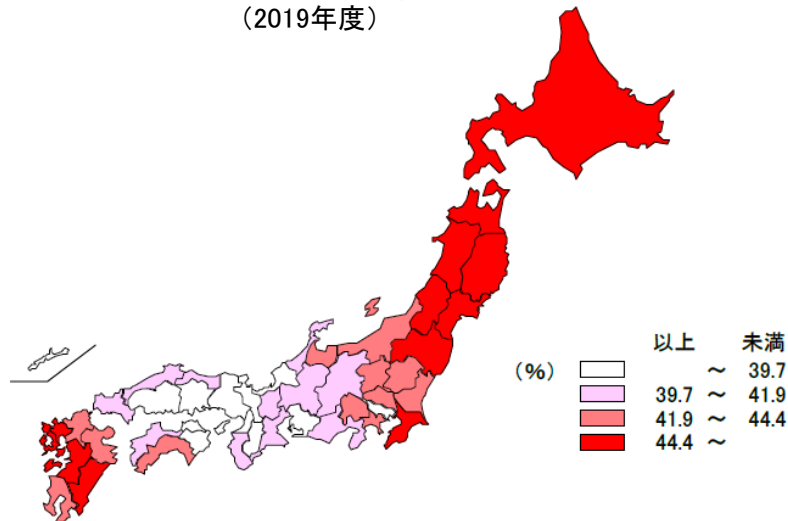 （2019年度）
以上 未満
（%） ～ 39.7
39.7 ～ 41.9
41.9 ～ 44.4
44.4 ～